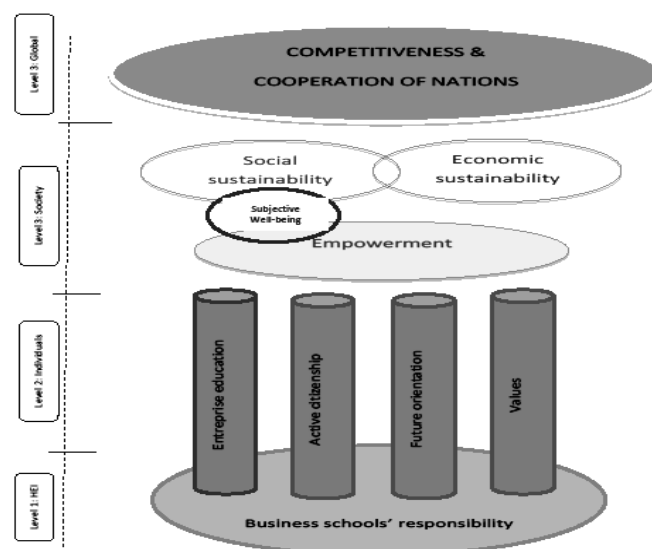 Level 3: Global
COMPETITIVENESS &
COOPERATION OF NATIONS
Level 3: Society
Social
sustainability
Economic
sustainability
Subjective
Well-being
Empowerment
Level 2: Individuals
Entreprise education
Active citizenship
Future orientation
Values
Level 1: HEI
Business schools' responsibility